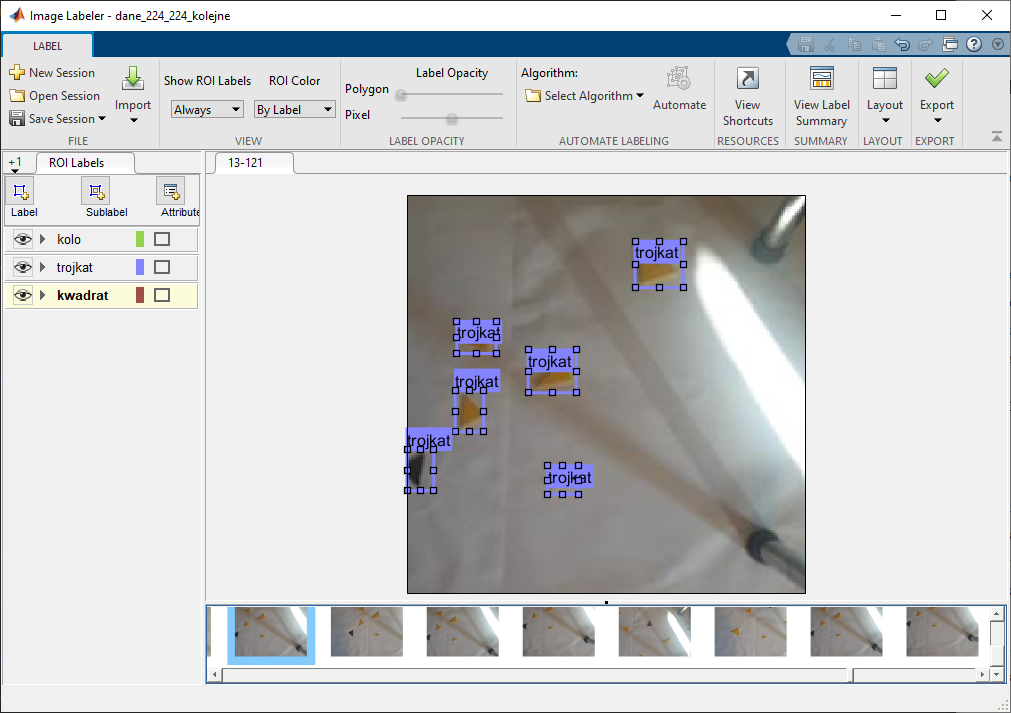 Image Labeler - dane_224_224_kolejne
LABEL
New Session
Open Session
Save Session
Import
FILE
Show ROI Labels
ROI Color
Always
By Label
VIEW
Label Opacity
Polygon
Pixel
LABEL OPACITY
Algorithm:
Select Algorithm
Automate
AUTOMATE LABELING
View
Shortcuts
RESOURCES
View Label
Summary
SUMMARY
Layout
LAYOUT
Export
EXPORT
+1
ROI Labels
13-121
Label
Sublabel
Attribute
kolo
trojkat
kwadrat
trojkat
trojkat
trojkat
trojkat
trojkat
trojkat